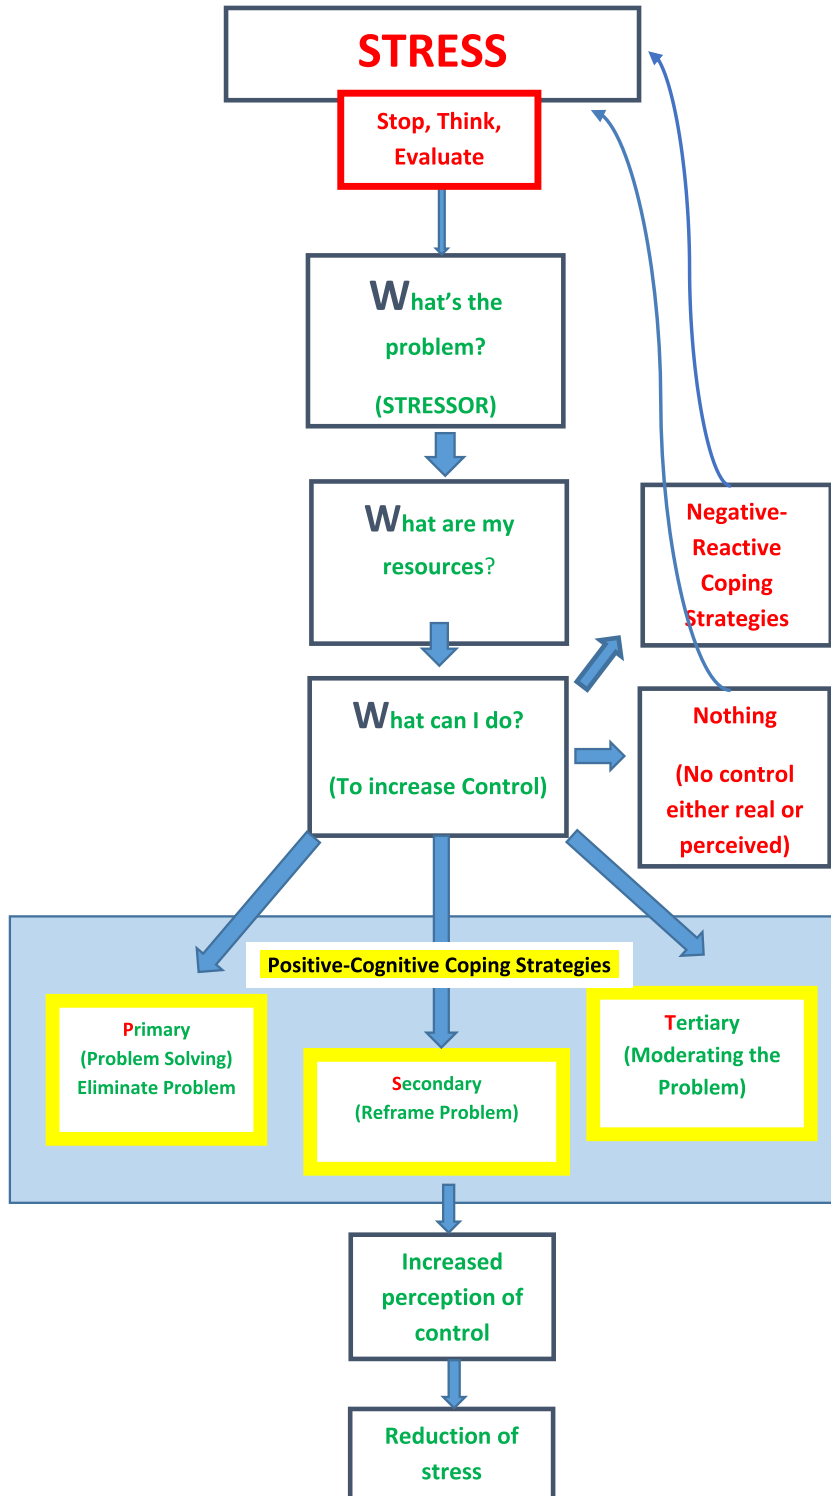 STRESS
Stop, Think,
Evaluate
What's the
problem?
(STRESSOR)
What are my
resources?
Negative-
Reactive
Coping
Strategies
What can I do?
(To increase Control)
Nothing
(No control
either real or
perceived)
Positive-Cognitive Coping Strategies
Primary
(Problem Solving)
Eliminate Problem
Secondary
(Reframe Problem)
Tertiary
(Moderating the
Problem)
Increased
perception of
control
Reduction of
stress